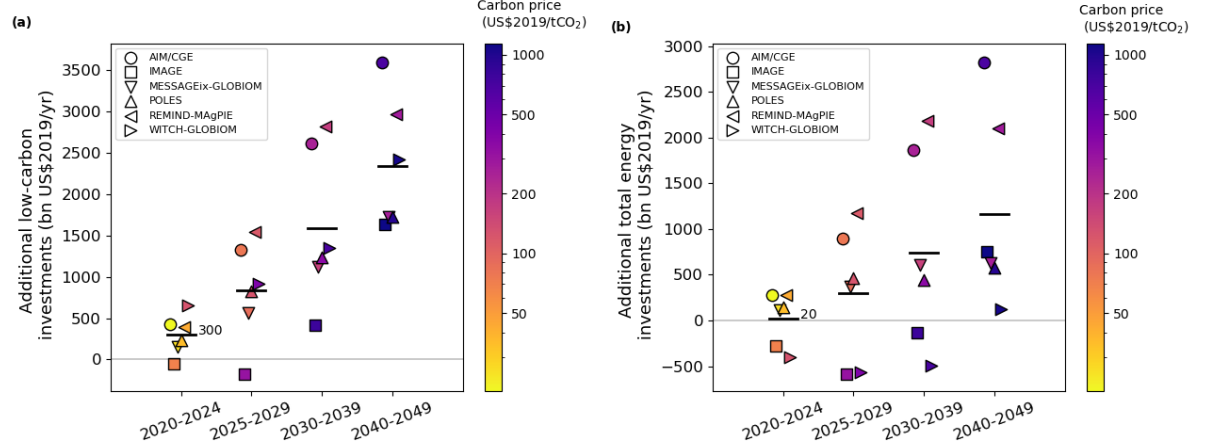 (a)
Carbon price
(US$2019/tCO₂)
Additional low-carbon
investments (bn US$2019/yr)
3500
3000
2500
2000
1500
1000
500
0
AIM/CGE
IMAGE
MESSAGEix-GLOBIOM
POLES
REMIND-MAgPIE
WITCH-GLOBIOM
300
2020-2024
2025-2029
2030-2039
2040-2049
1000
500
200
100
50
(b)
Carbon price
(US$2019/tCO₂)
Additional total energy
investments (bn US$2019/yr)
3000
2500
2000
1500
1000
500
0
−500
AIM/CGE
IMAGE
MESSAGEix-GLOBIOM
POLES
REMIND-MAgPIE
WITCH-GLOBIOM
20
2020-2024
2025-2029
2030-2039
2040-2049
1000
500
200
100
50